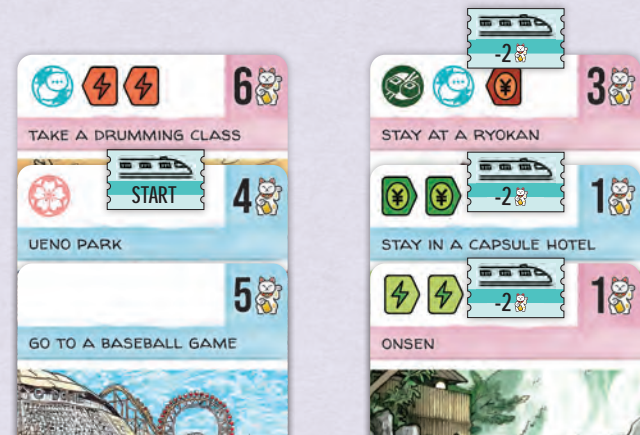 -2
6
TAKE A DRUMMING CLASS
3
STAY AT A RYOKAN
START
4
UENO PARK
-2
1
STAY IN A CAPSULE HOTEL
5
GO TO A BASEBALL GAME
-2
1
ONSEN